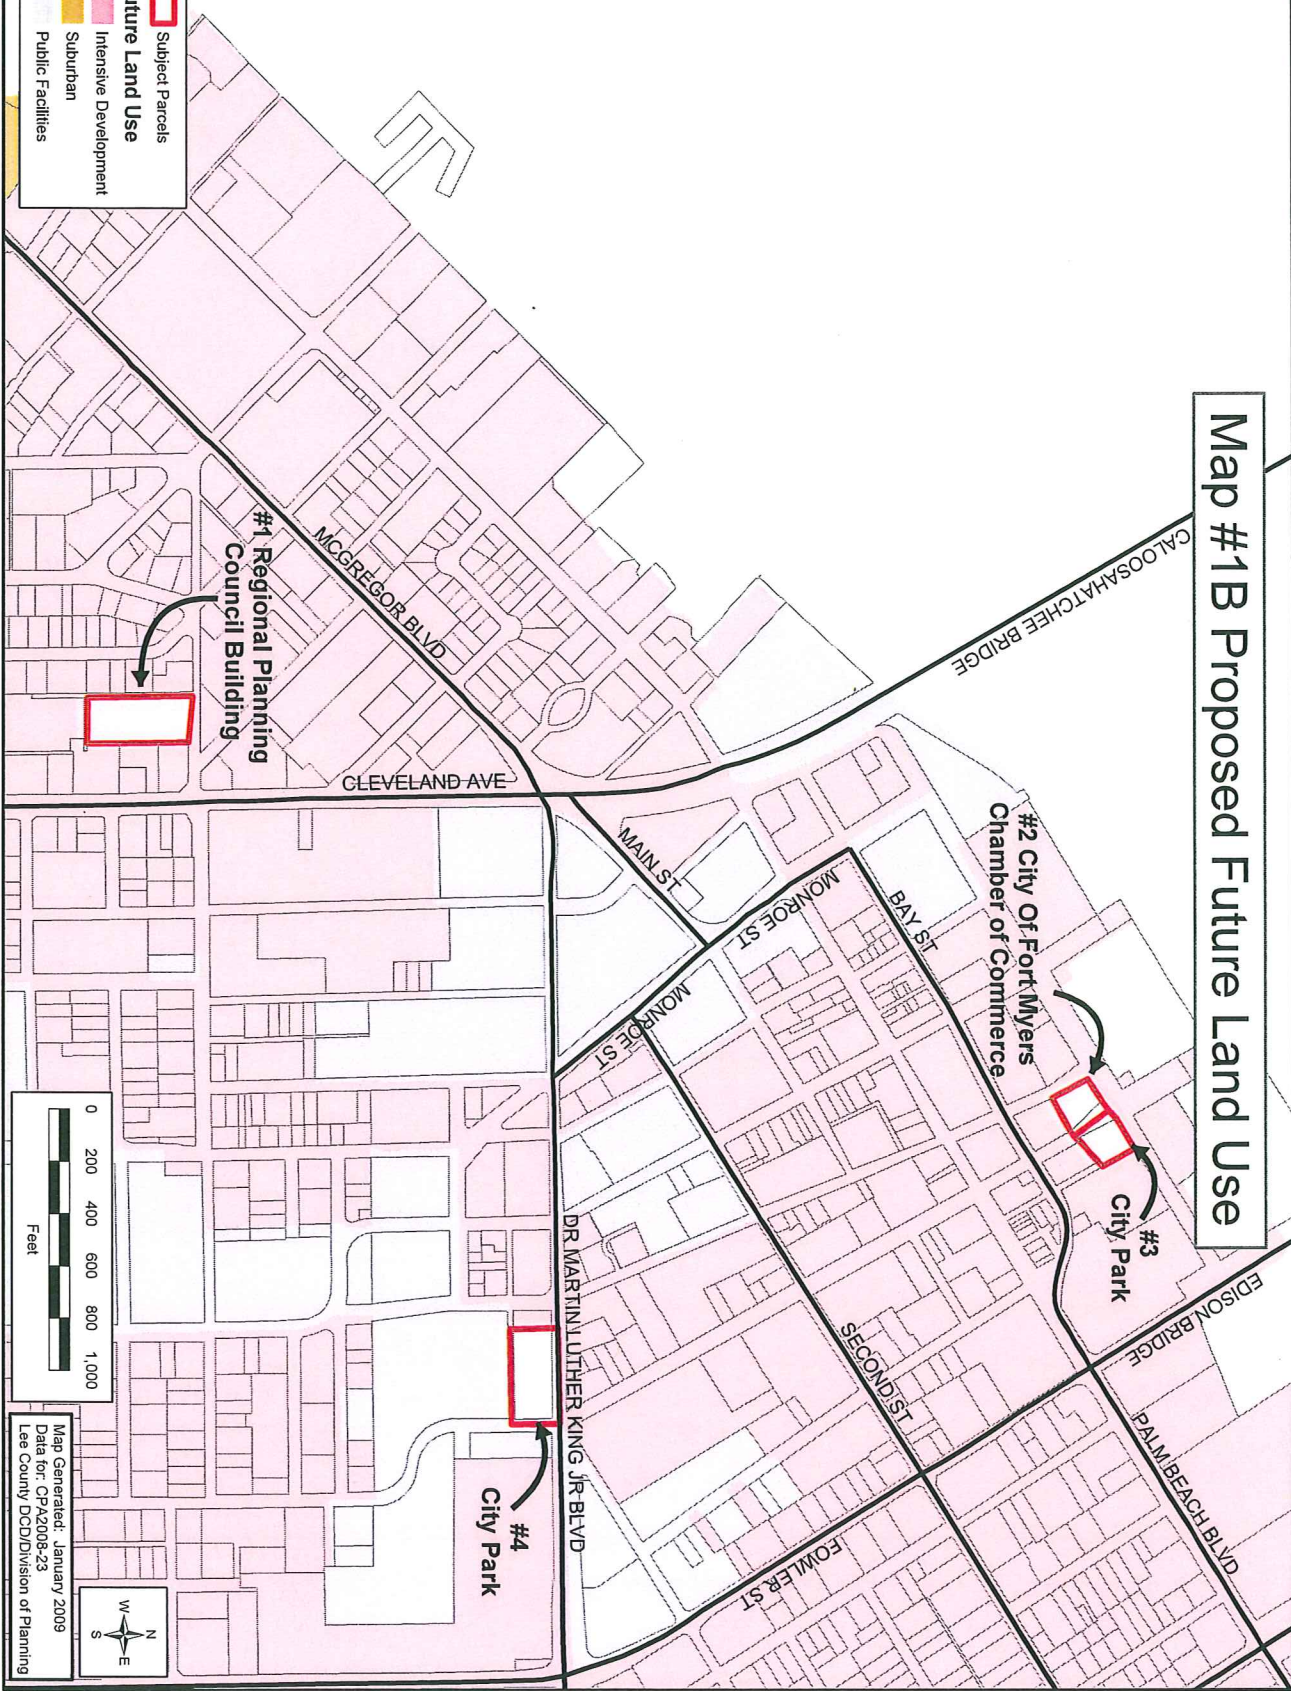 Map #1B Proposed Future Land Use
CALOOSAHATCHEE BRIDGE
EDISON BRIDGE
#2 City Of Fort Myers
Chamber of Commerce
#3
City Park
BAY ST
PALM BEACH BLVD
MONROE ST
MAIN ST
MONROE ST
SECOND ST
FOWLER ST
MCGREGOR BLVD
CLEVELAND AVE
DR MARTIN LUTHER KING JR BLVD
#1 Regional Planning
Council Building
#4
City Park
Subject Parcels
uture Land Use
Intensive Development
Suburban
Public Facilities
0 200 400 600 800 1,000
Feet
N
W E
S
Map Generated: January 2009
Data for: CPA2008-23
Lee County DCD/Division of Planning